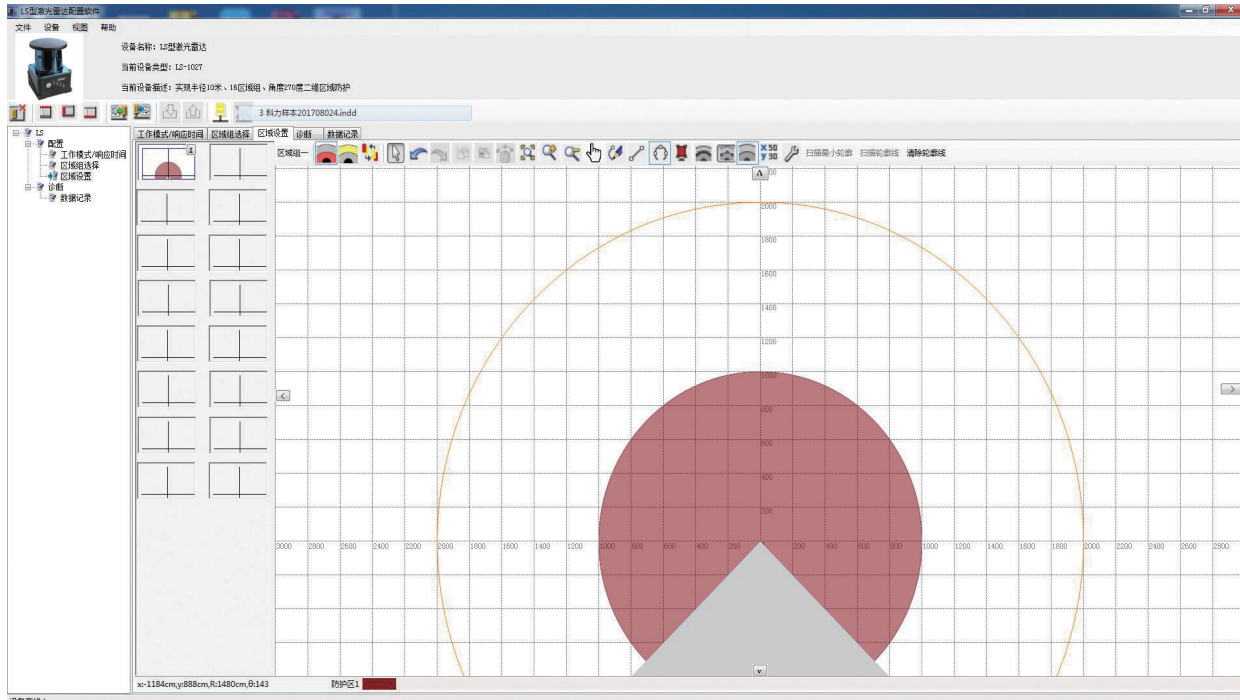 LS型激光雷达配置软件
文件 设备 视图 帮助
设备名称: LS型激光雷达
当前设备类型: LS-1027
当前设备描述: 实现半径10米、16区域组、角度270度二维区域防护
3 科力样本201708024.indd
LS
配置
工作模式/响应时间
区域组选择
区域设置
诊断
数据记录
工作模式/响应时间 区域组选择 区域设置 诊断 数据记录
区域组一 X 50 Y 30 扫描最小轮廓 扫描轮廓线 清除轮廓线
2000
1800
1600
1400
1200
1000
800
600
400
200
3000 2800 2600 2400 2200 2000 1800 1600 1400 1200 1000 800 600 400 200 200 400 600 800 1000 1200 1400 1600 1800 2000 2200 2400 2600 2800
x:-1184cm,y:888cm,R:1480cm,θ:143 防护区1